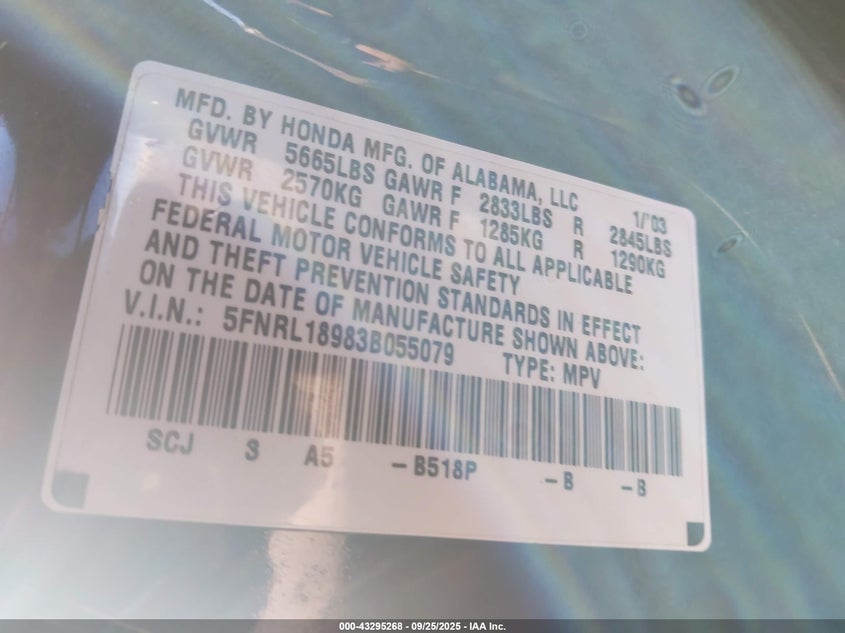 MFD. BY HONDA MFG. OF ALABAMA, LLC 1/'03
GVWR 5665LBS GAWR F 2833LBS R 2845LBS
GVWR 2570KG GAWR F 1285KG R 1290KG
THIS VEHICLE CONFORMS TO ALL APPLICABLE
FEDERAL MOTOR VEHICLE SAFETY
AND THEFT PREVENTION STANDARDS IN EFFECT
ON THE DATE OF MANUFACTURE SHOWN ABOVE:
V.I.N.: 5FNRL18983B055079 TYPE: MPV
SCJ 3 A5 -B518P -B -B
000-43295268 - 09/25/2025 - IAA Inc.